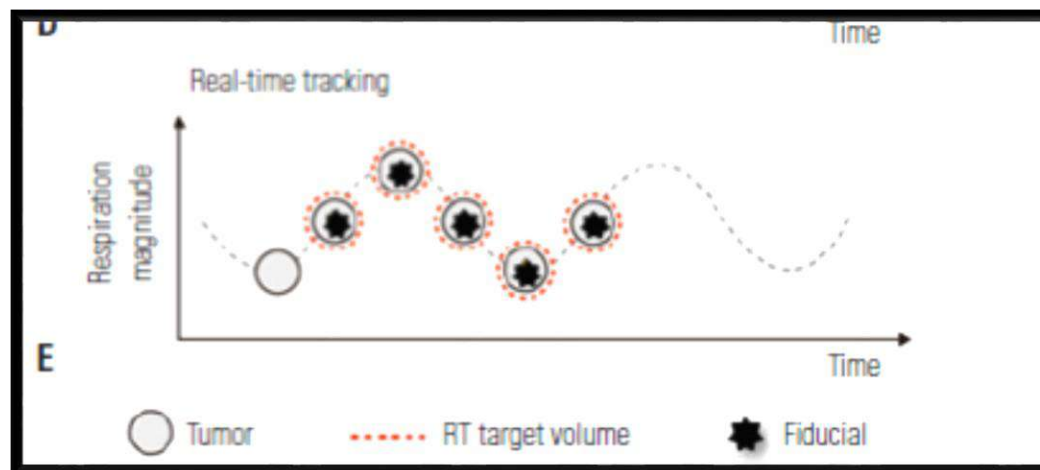 D
Time
Real-time tracking
Respiration
magnitude
E
Time
Tumor
RT target volume
Fiducial